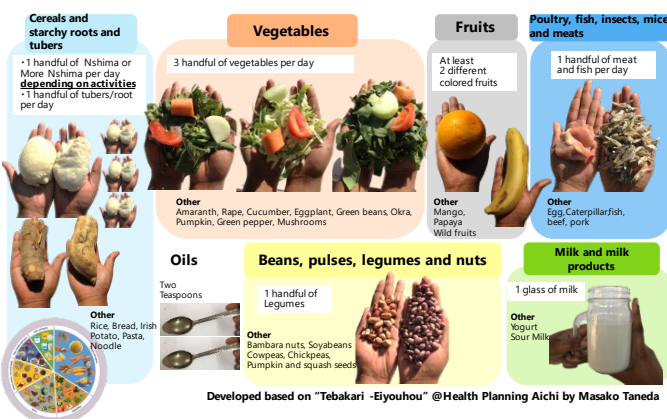 Cereals and
starchy roots and
tubers
・1 handful of Nshima or
More Nshima per day
depending on activities
・1 handful of tubers/root
per day
Other
Rice, Bread, Irish
Potato, Pasta,
Noodle
Vegetables
3 handful of vegetables per day
Other
Amaranth, Rape, Cucumber, Eggplant, Green beans, Okra,
Pumpkin, Green pepper, Mushrooms
Fruits
At least
2 different
colored fruits
Other
Mango,
Papaya
Wild fruits
Poultry, fish, insects, mice
and meats
1 handful of meat
and fish per day
Other
Egg,Caterpillar,fish,
beef, pork
Oils
Two
Teaspoons
Beans, pulses, legumes and nuts
1 handful of
Legumes
Other
Bambara nuts, Soyabeans
Cowpeas, Chickpeas,
Pumpkin and squash seeds
Milk and milk
products
1 glass of milk
Other
Yogurt
Sour Milk
Developed based on “Tebakari -Eiyouhou” @Health Planning Aichi by Masako Taneda